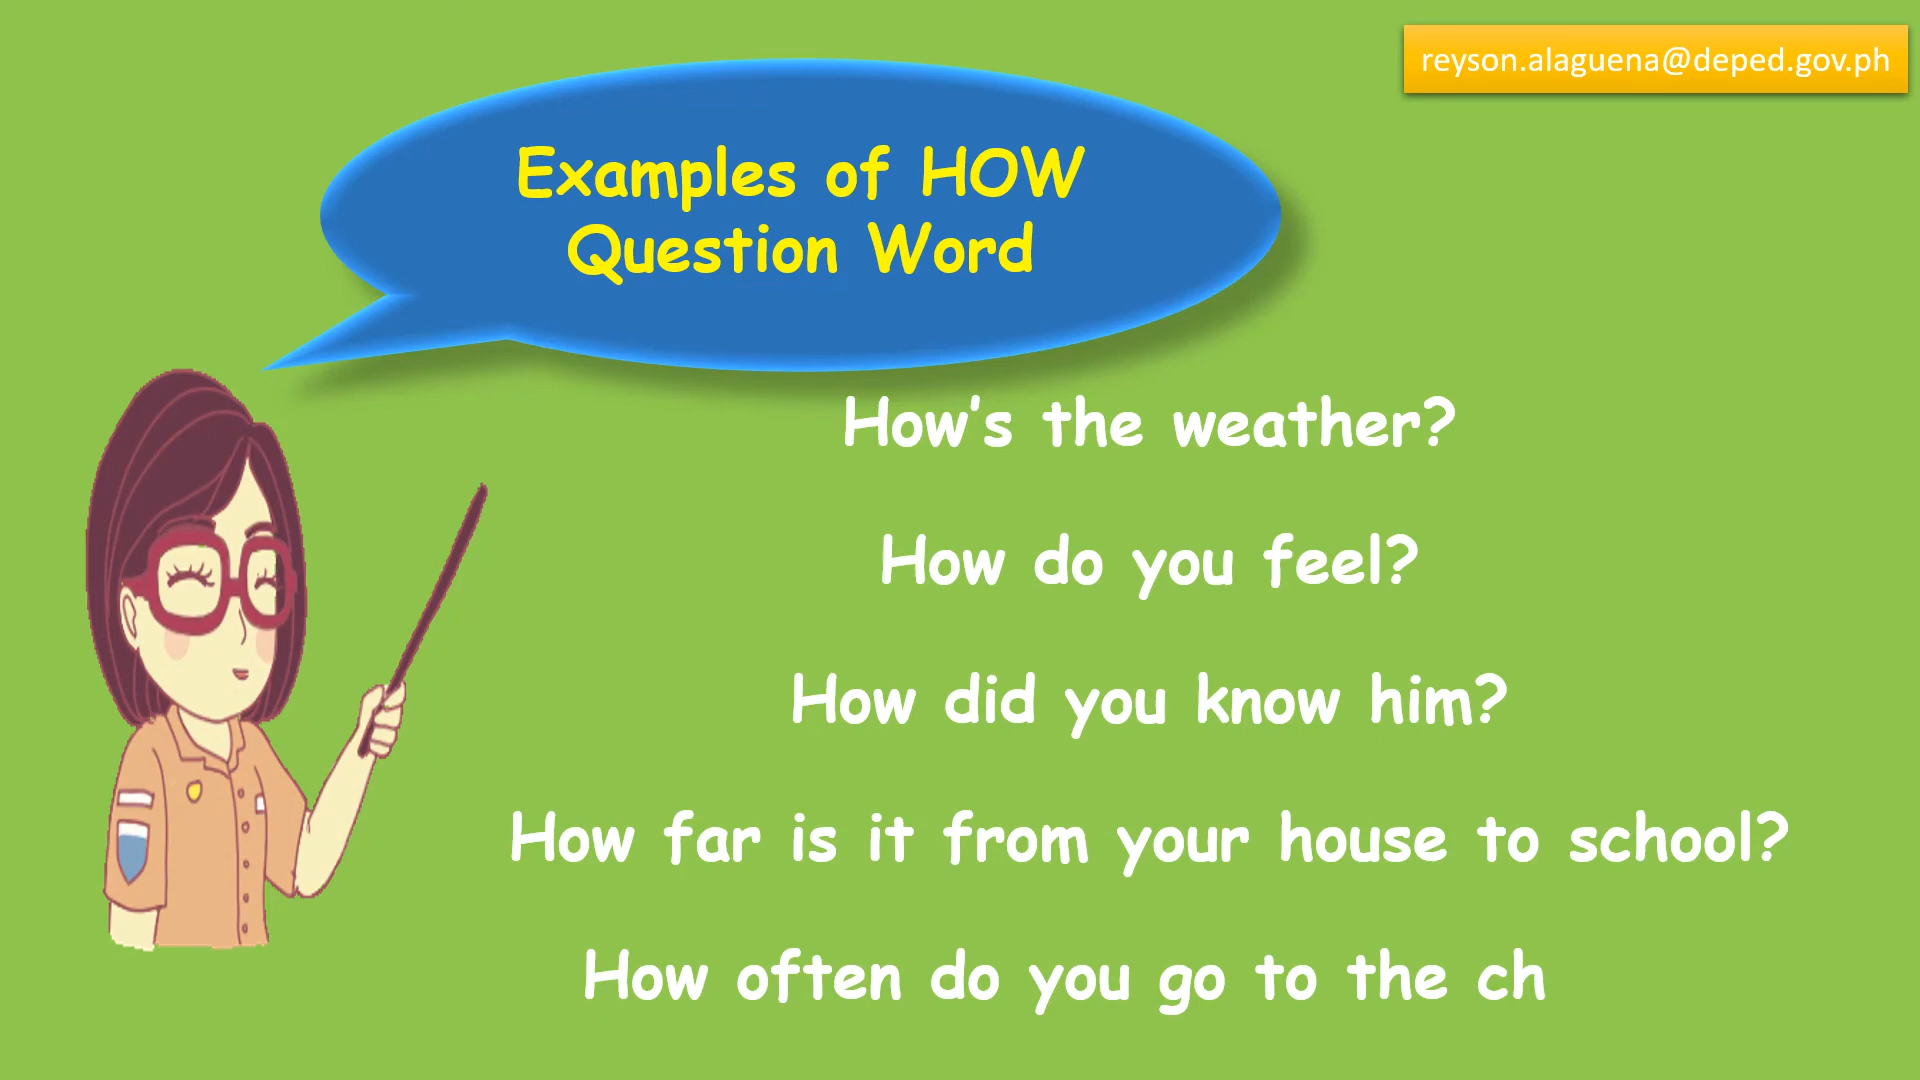 reyson.alaguena@deped.gov.ph
Examples of HOW
Question Word
How's the weather?
How do you feel?
How did you know him?
How far is it from your house to school?
How often do you go to the ch